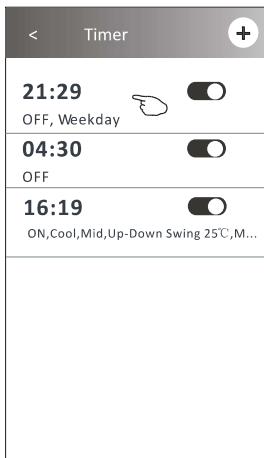 < Timer +
21:29
OFF, Weekday
04:30
OFF
16:19
ON,Cool,Mid,Up-Down Swing 25℃,M...